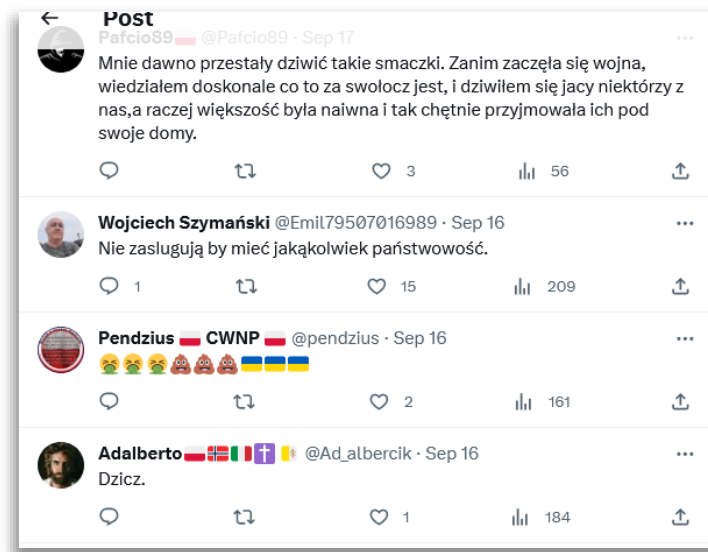 Post
Pafcio89🇵🇱 @Pafcio89 · Sep 17
Mnie dawno przestały dziwić takie smaczki. Zanim zaczęła się wojna,
wiedziałem doskonale co to za swołocz jest, i dziwiłem się jacy niektórzy z
nas,a raczej większość była naiwna i tak chętnie przyjmowała ich pod
swoje domy.
3 56
Wojciech Szymański @Emil79507016989 · Sep 16
Nie zaslugują by mieć jakąkolwiek państwowość.
1 15 209
Pendzius 🇵🇱 CWNP 🇵🇱 @pendzius · Sep 16
🤮🤮🤮💩💩💩🇺🇦🇺🇦🇺🇦
2 161
Adalberto🇵🇱🇳🇴🇮🇹✝️🇻🇦 @Ad_albercik · Sep 16
Dzicz.
1 184